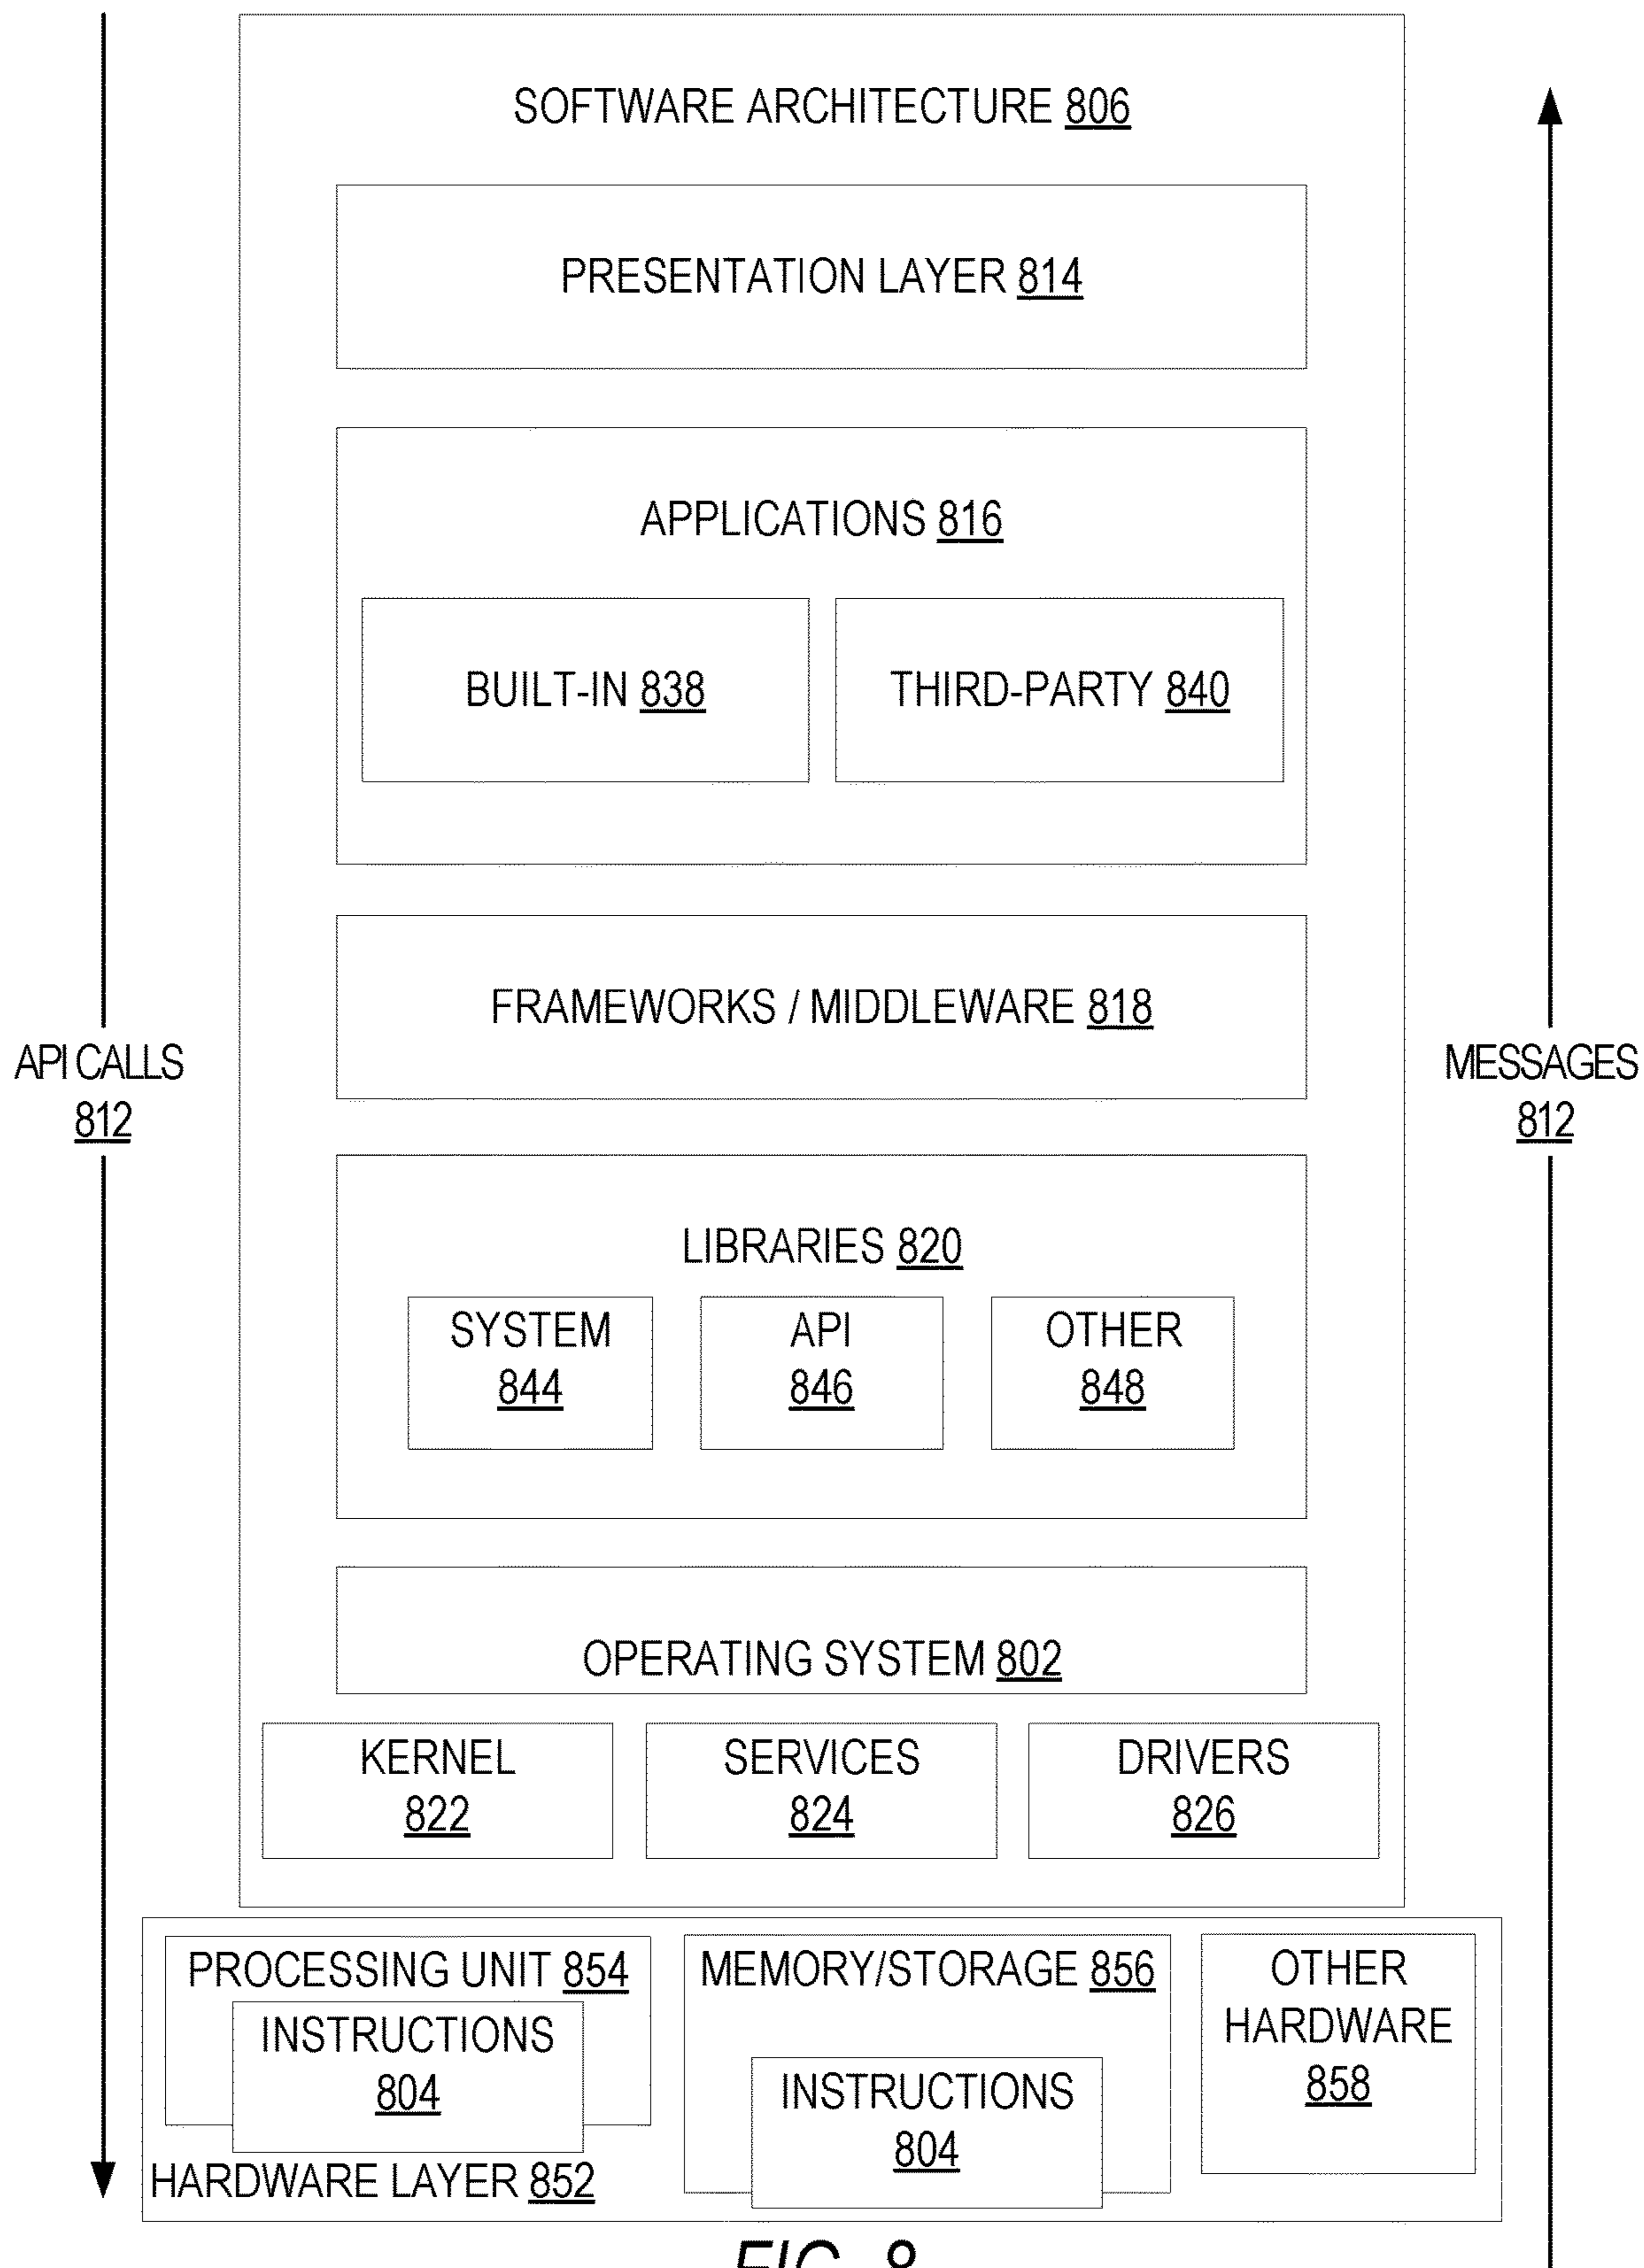 SOFTWARE ARCHITECTURE 806
PRESENTATION LAYER 814
APPLICATIONS 816
BUILT-IN 838
THIRD-PARTY 840
FRAMEWORKS / MIDDLEWARE 818
API CALLS
812
MESSAGES
812
LIBRARIES 820
SYSTEM
844
API
846
OTHER
848
OPERATING SYSTEM 802
KERNEL
822
SERVICES
824
DRIVERS
826
PROCESSING UNIT 854
INSTRUCTIONS
804
MEMORY/STORAGE 856
INSTRUCTIONS
804
OTHER
HARDWARE
858
HARDWARE LAYER 852
FIG. 8